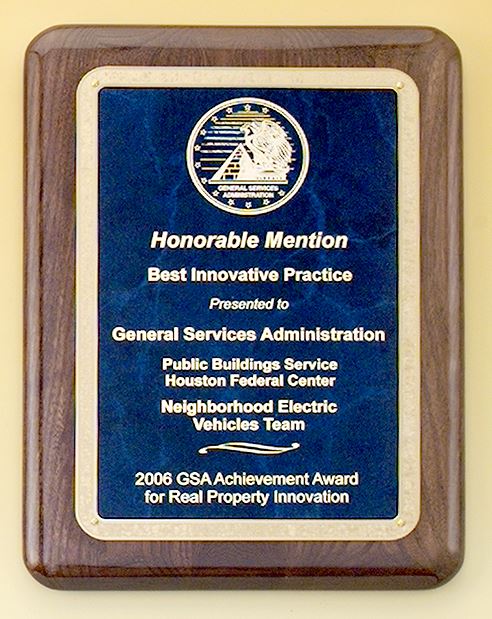 GENERAL SERVICES
ADMINISTRATION
Honorable Mention
Best Innovative Practice
Presented to
General Services Administration
Public Buildings Service
Houston Federal Center
Neighborhood Electric
Vehicles Team
2006 GSA Achievement Award
for Real Property Innovation